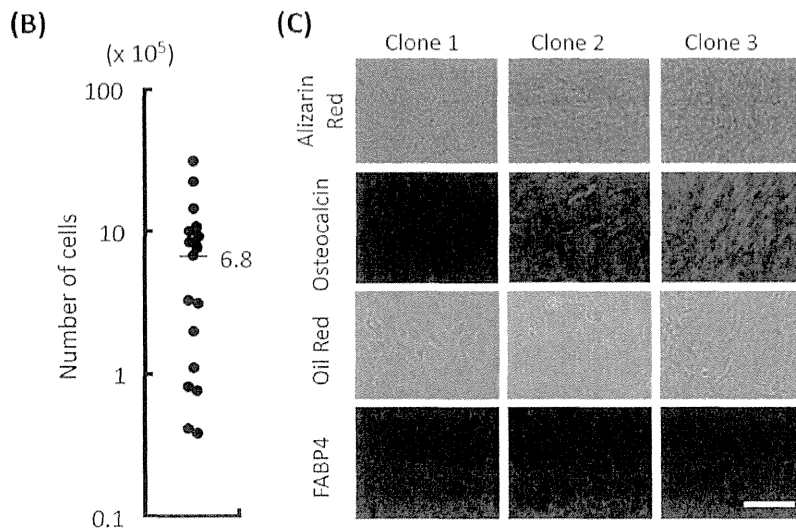 (B)
(x 10⁵)
100
10
1
0.1
Number of cells
6.8
(C)
Clone 1 Clone 2 Clone 3
Alizarin
Red
Osteocalcin
Oil Red
FABP4